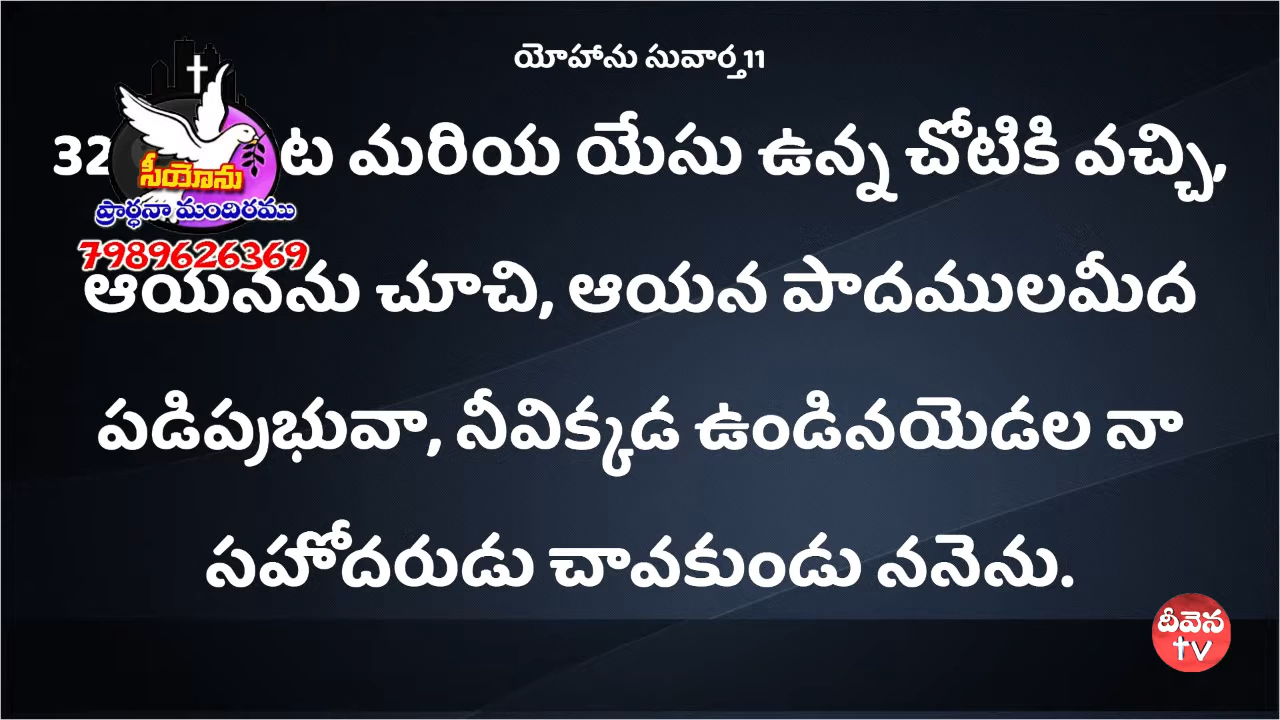 యోహాను సువార్త11
32 మరియ యేసు ఉన్న చోటికి వచ్చి,
ఆయనను చూచి, ఆయన పాదములమీద
పడిప్రభువా, నీవిక్కడ ఉండినయెడల నా
సహోదరుడు చావకుండు ననెను.
సీయోను
ప్రార్ధనా మందిరము
7989626369
దీవెన
tv